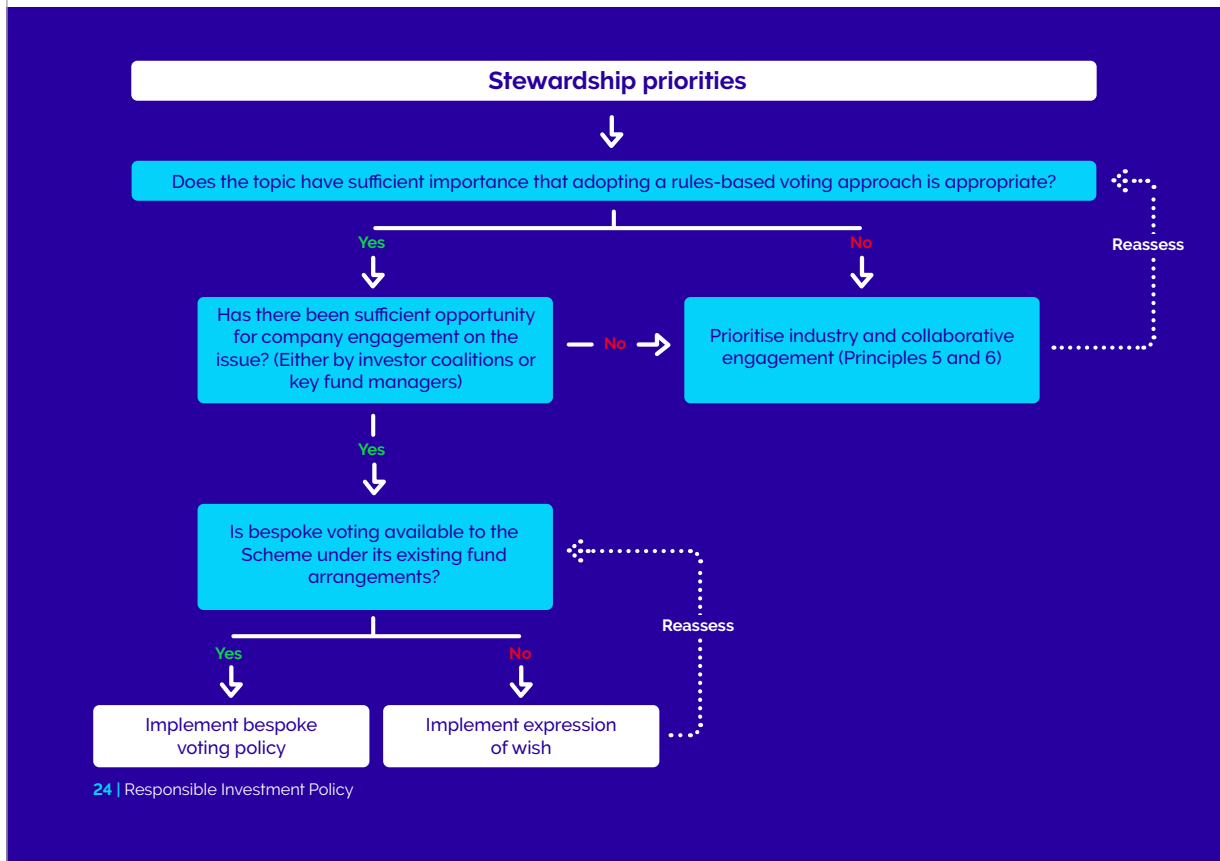 Stewardship priorities
Does the topic have sufficient importance that adopting a rules-based voting approach is appropriate?
Reassess
Yes
No
Has there been sufficient opportunity
for company engagement on the
issue? (Either by investor coalitions or
key fund managers)
No
Prioritise industry and collaborative
engagement (Principles 5 and 6)
Yes
Is bespoke voting available to the
Scheme under its existing fund
arrangements?
Reassess
Yes
No
Implement bespoke
voting policy
Implement expression
of wish
24 | Responsible Investment Policy